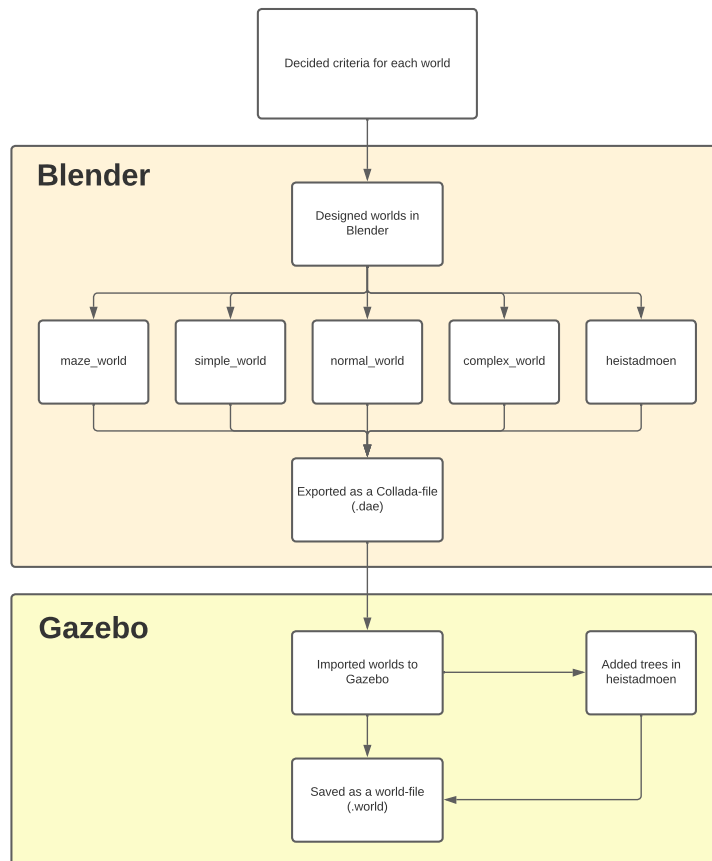 Decided criteria for each world
Blender
Designed worlds in
Blender
maze_world
simple_world
normal_world
complex_world
heistadmoen
Exported as a Collada-file
(.dae)
Gazebo
Imported worlds to
Gazebo
Added trees in
heistadmoen
Saved as a world-file
(.world)